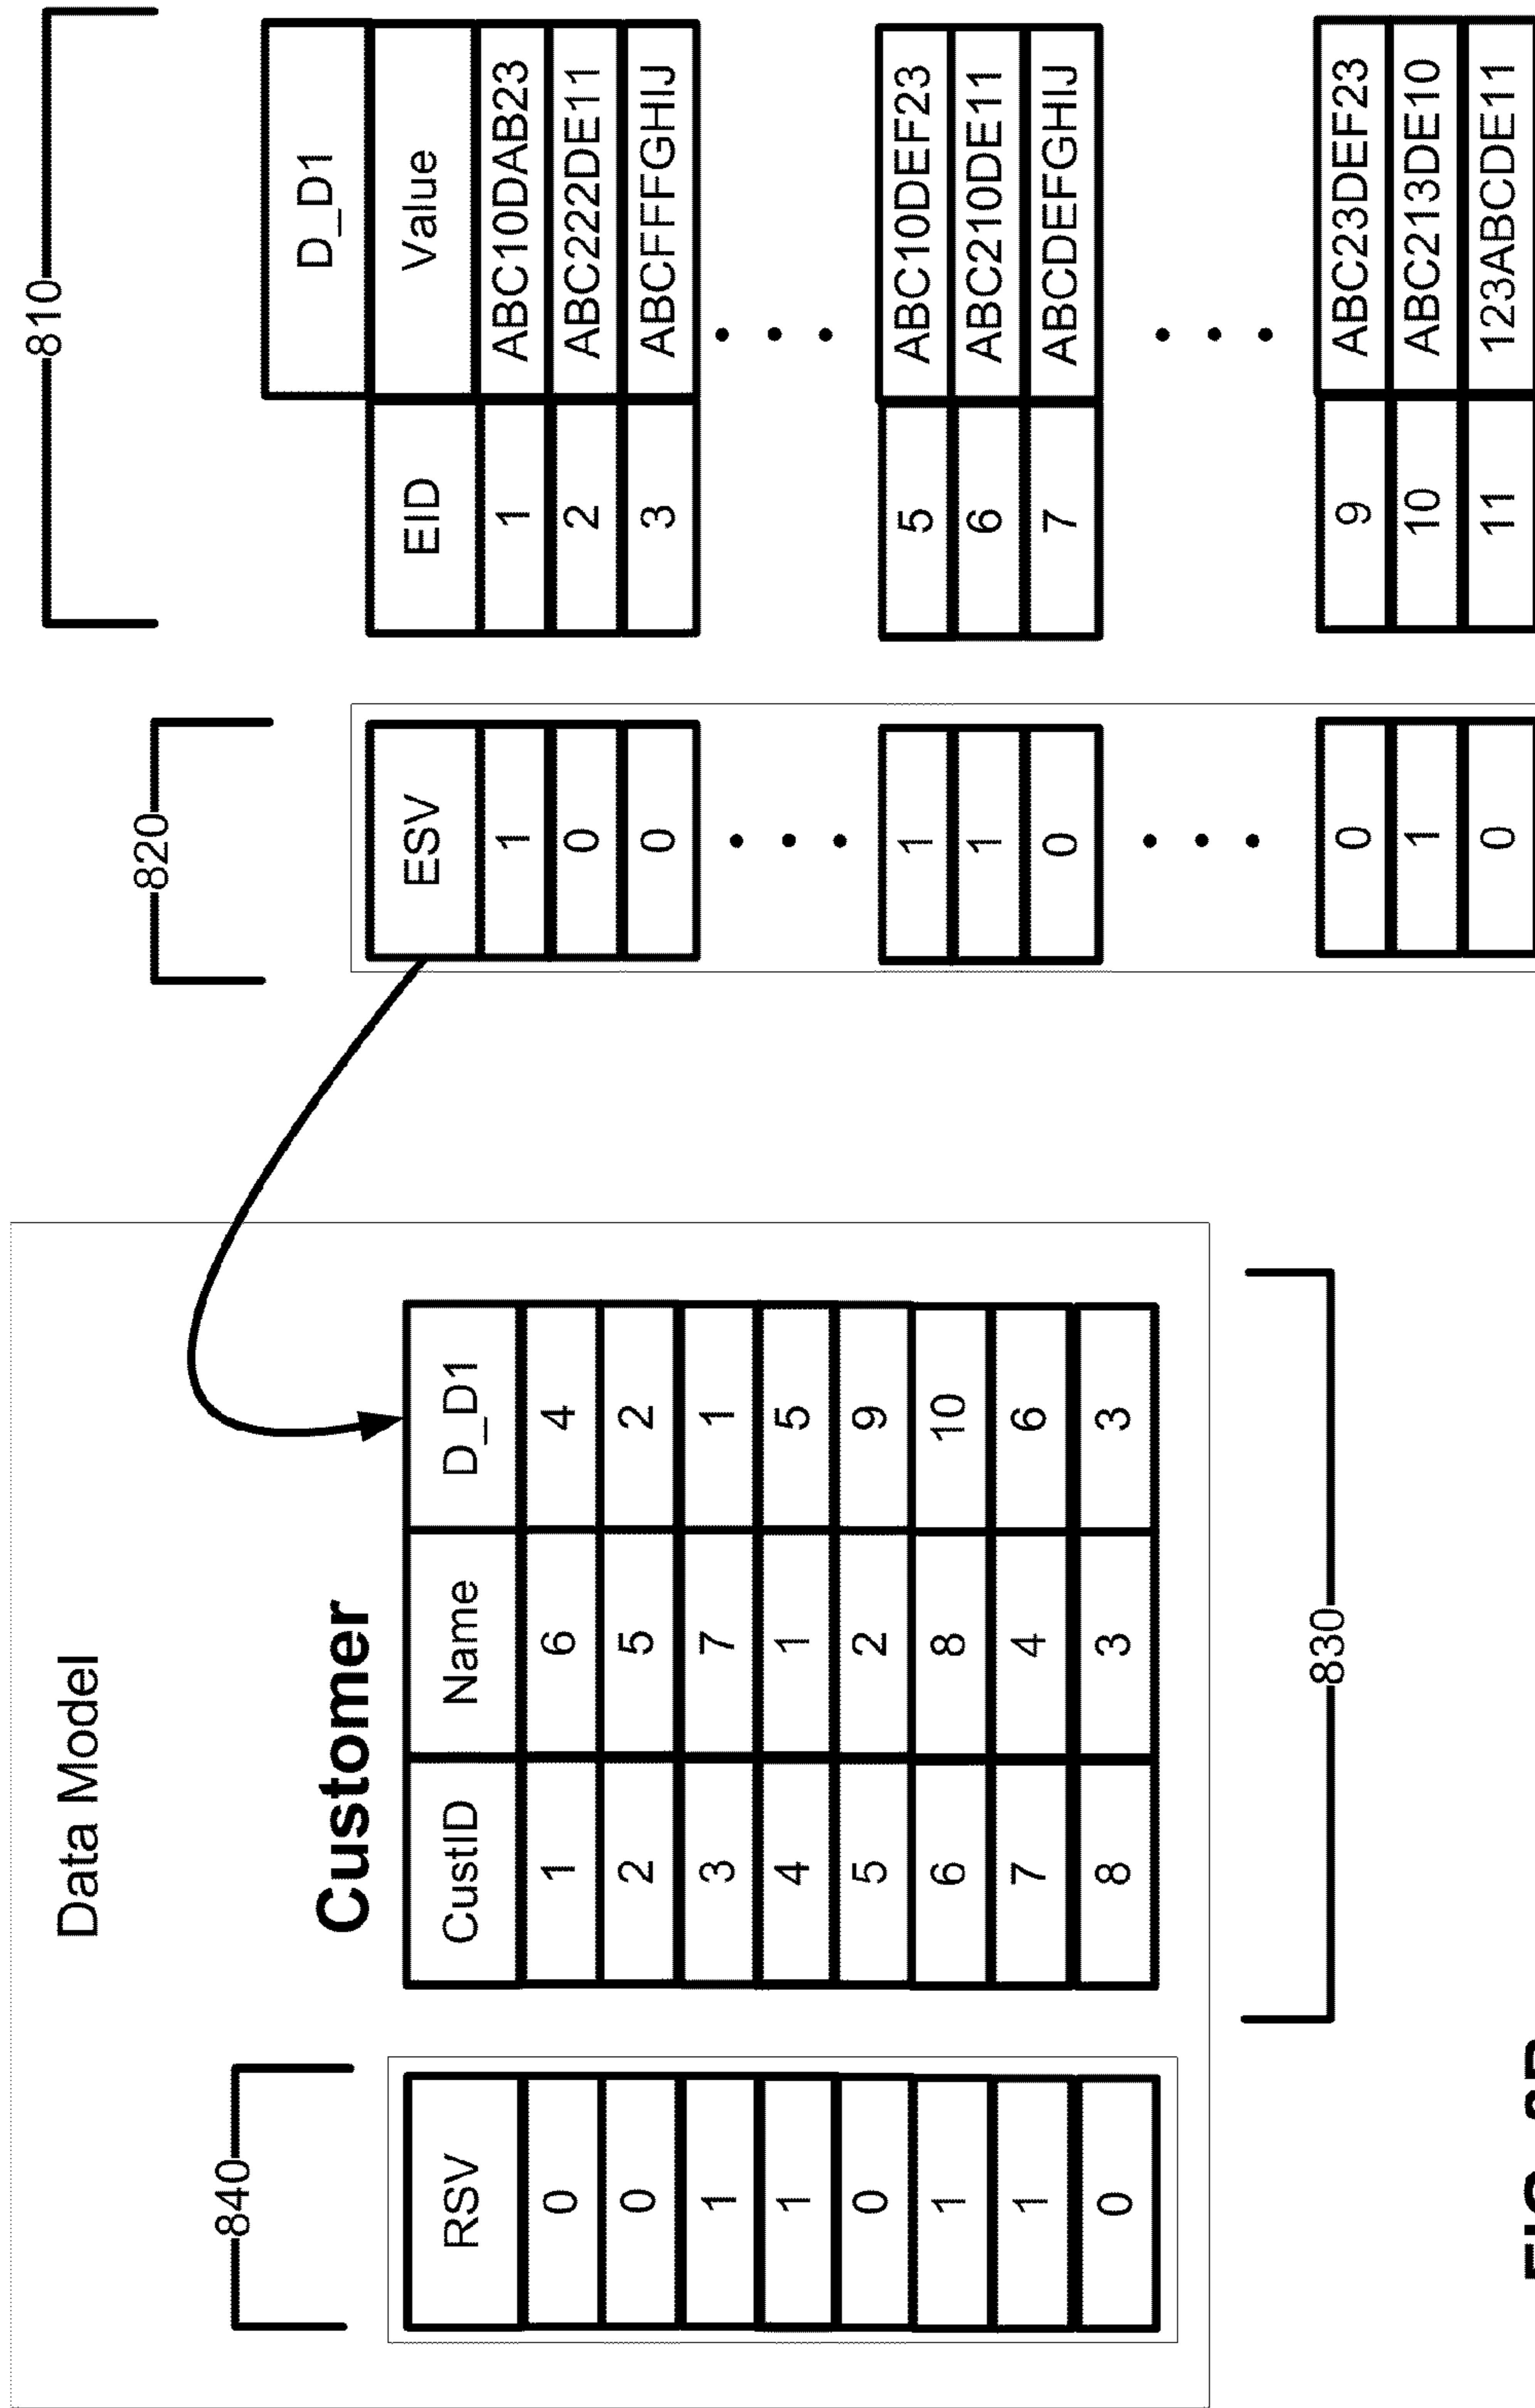 Data Model
840
Customer
RSV CustID Name D_D1
0 1 6 4
0 2 5 2
1 3 7 1
1 4 1 5
0 5 2 9
1 6 8 10
1 7 4 6
0 8 3 3
830
810
820
D_D1
ESV EID Value
1 1 ABC10DAB23
0 2 ABC222DE11
0 3 ABCFFFGHIJ
1 5 ABC10DEF23
1 6 ABC210DE11
0 7 ABCDEFGHIJ
0 9 ABC23DEF23
1 10 ABC213DE10
0 11 123ABCDE11